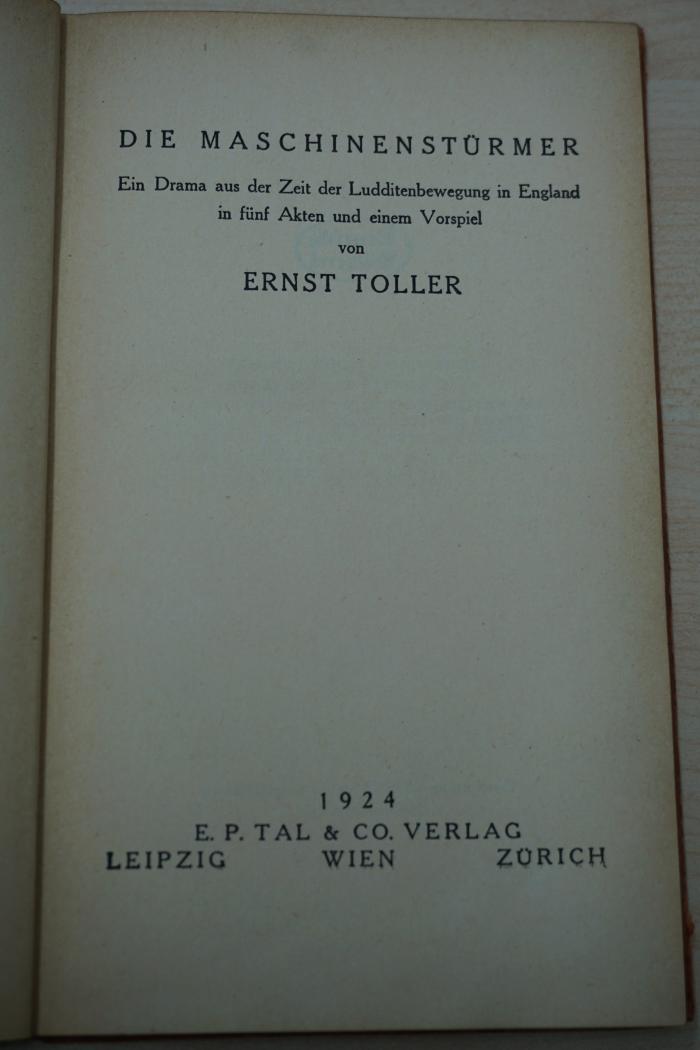 DIE MASCHINENSTÜRMER
Ein Drama aus der Zeit der Ludditenbewegung in England
in fünf Akten und einem Vorspiel
von
ERNST TOLLER
1924
E. P. TAL & CO. VERLAG
LEIPZIG WIEN ZÜRICH